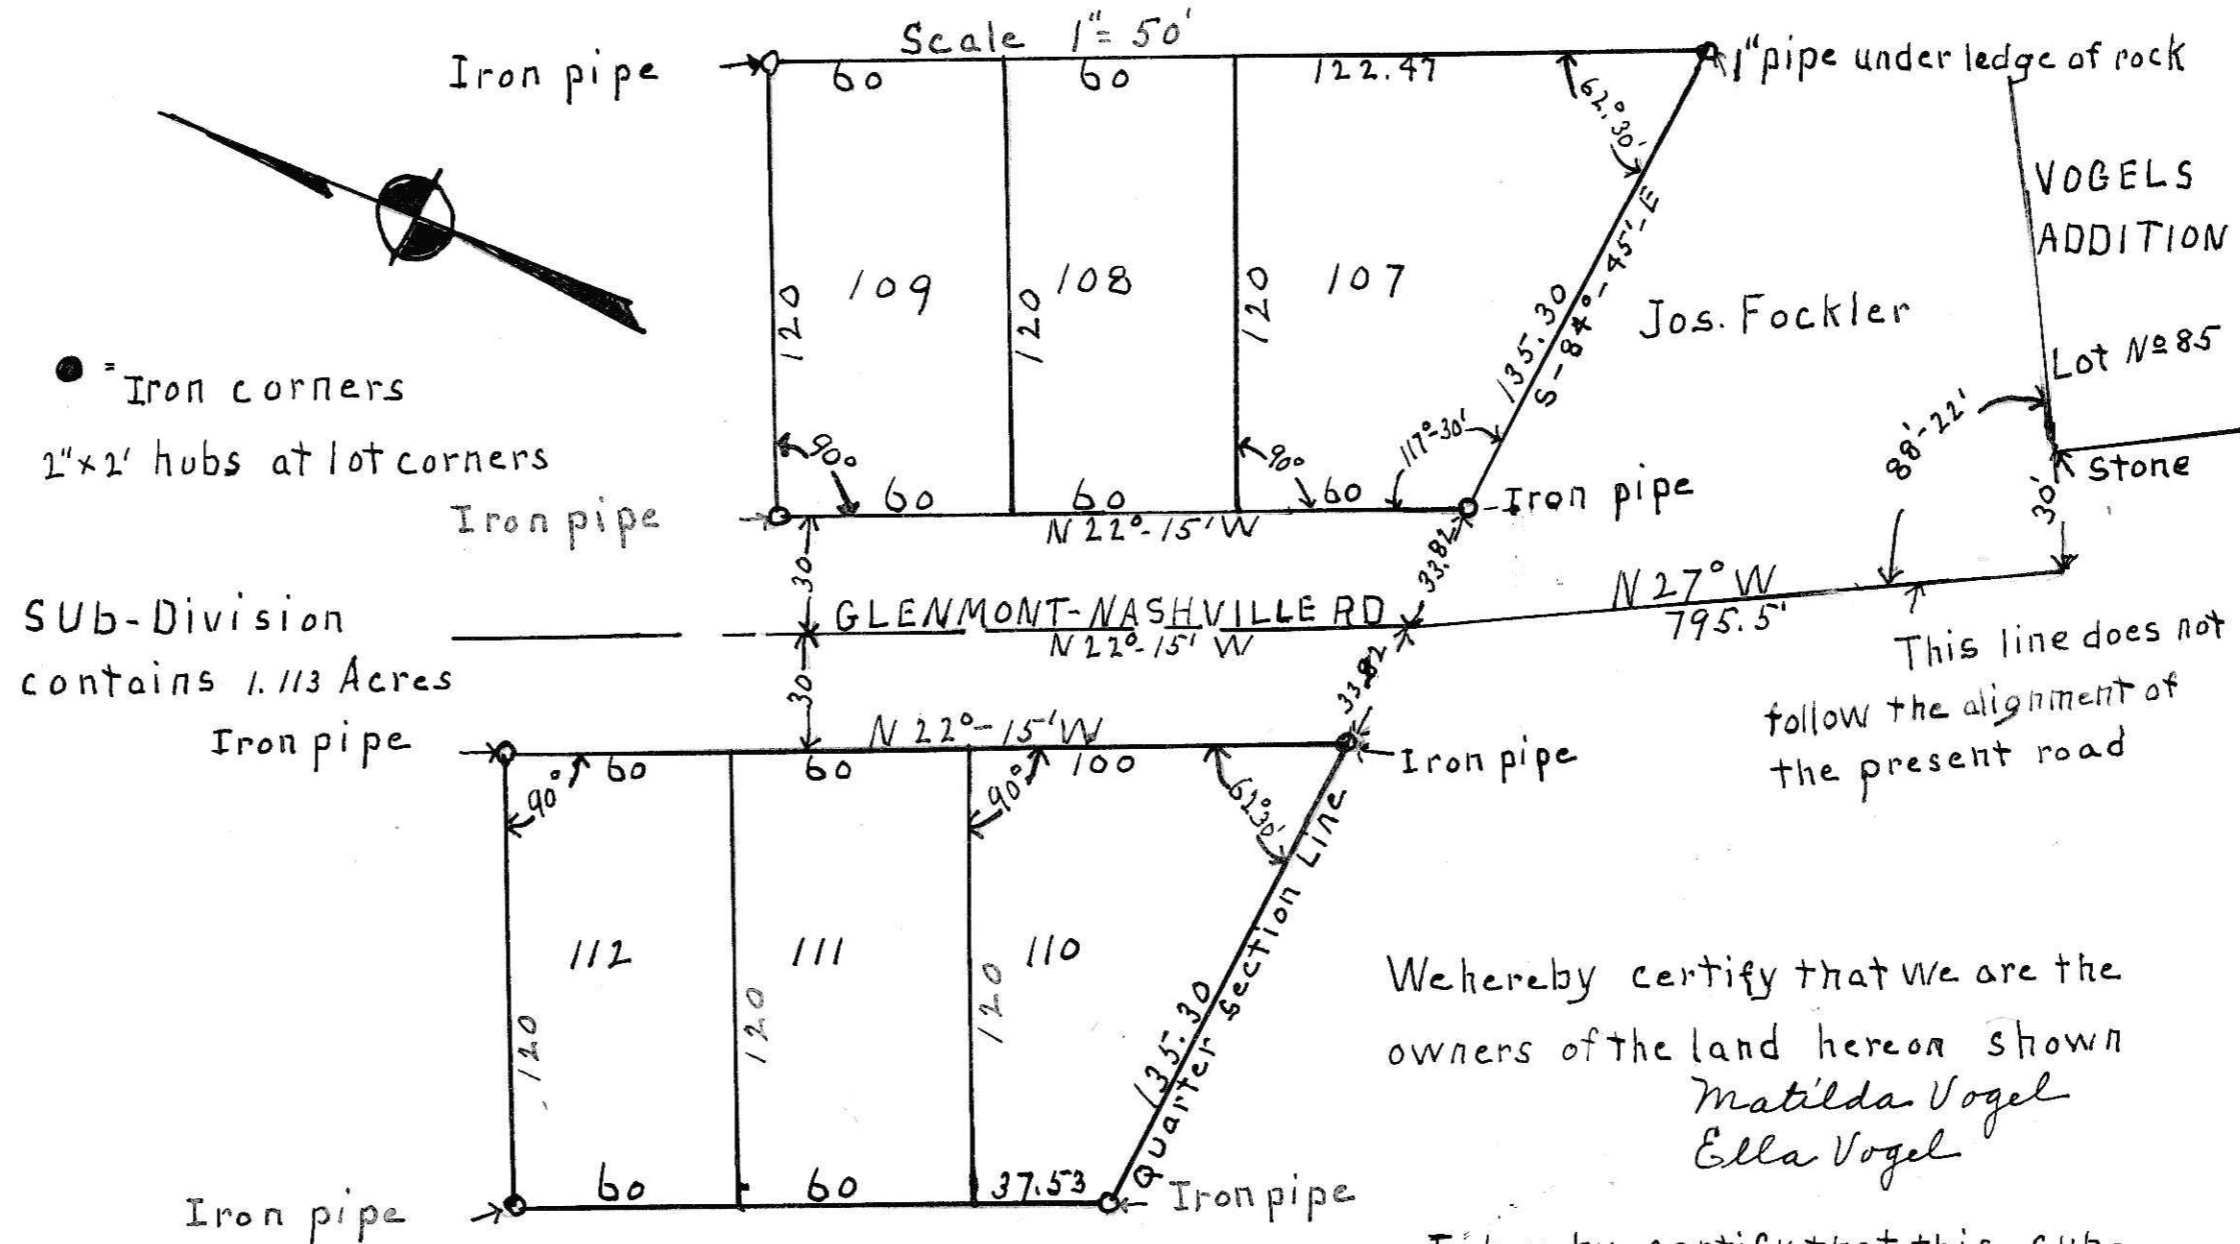 Scale 1"= 50'
Iron pipe
60
60
122.47
1" pipe under ledge of rock
62°30'
VOGELS
ADDITION
Lot № 85
120
109
120
108
120
107
135.30
S-84°-45'-E
Jos. Fockler
● = Iron corners
2"x2' hubs at lot corners
90°
90°
117°-30'
88'-22'
30'
Stone
Iron pipe
60
60
60
Iron pipe
N 22°-15' W
30
33.82
N 27° W
795.5'
GLENMONT-NASHVILLE RD
N 22°-15' W
SUb-Division
contains 1.113 Acres
30
33.82
This line does not
follow the alignment of
the present road
Iron pipe
N 22°-15' W
60
60
100
Iron pipe
90°
90°
62°30'
112
111
110
120
120
120
135.30
Quarter Section Line
We hereby certify that we are the
owners of the land hereon shown
Matilda Vogel
Ella Vogel
Iron pipe
60
60
37.53
Iron pipe
certify that this